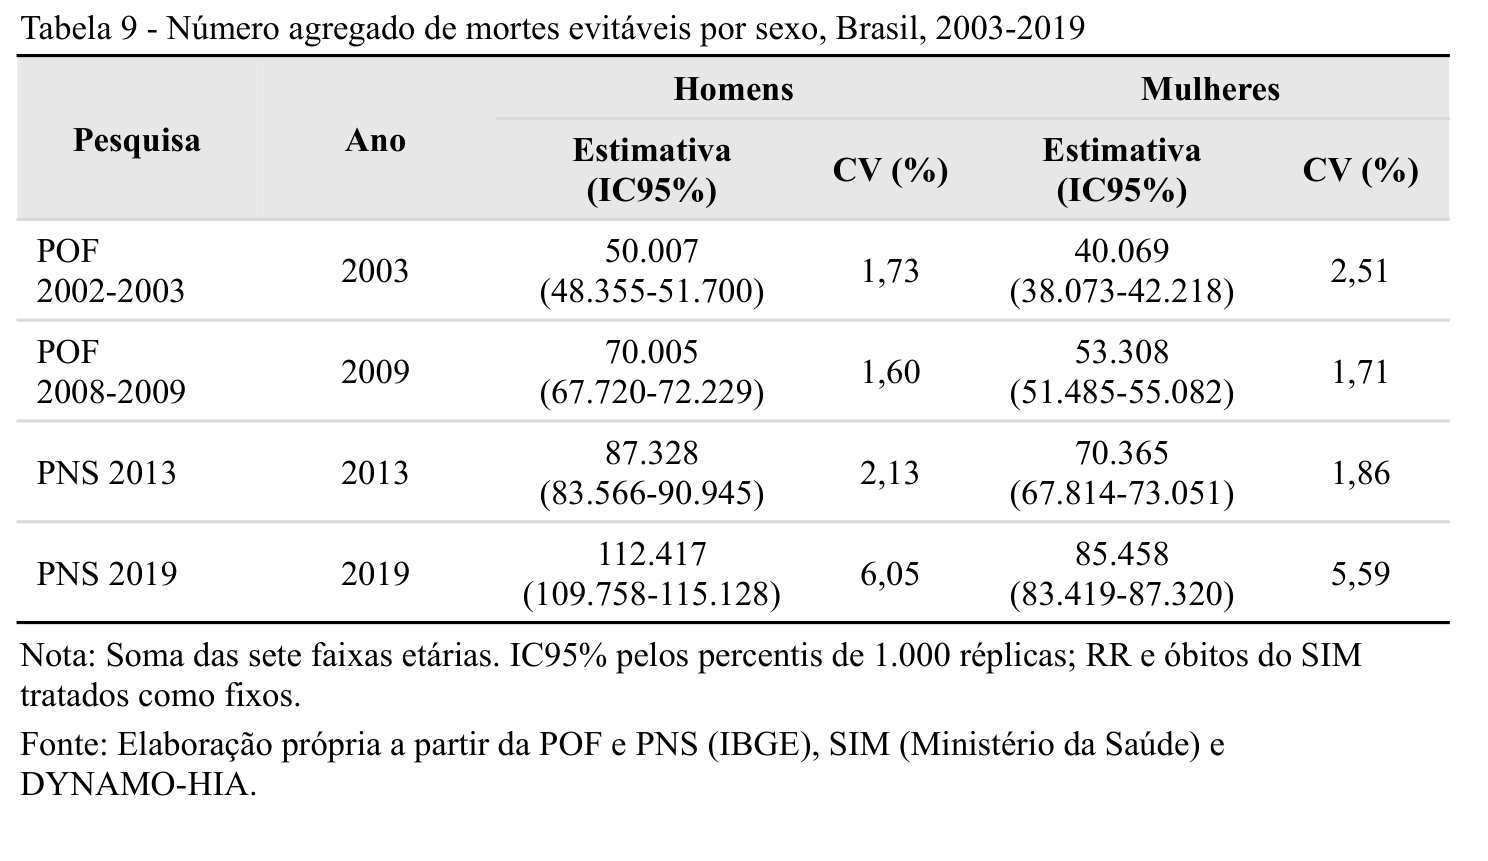 Tabela 9 - Número agregado de mortes evitáveis por sexo, Brasil, 2003-2019
Pesquisa Ano Homens Mulheres
Estimativa (IC95%) CV (%) Estimativa (IC95%) CV (%)
POF 2002-2003 2003 50.007 (48.355-51.700) 1,73 40.069 (38.073-42.218) 2,51
POF 2008-2009 2009 70.005 (67.720-72.229) 1,60 53.308 (51.485-55.082) 1,71
PNS 2013 2013 87.328 (83.566-90.945) 2,13 70.365 (67.814-73.051) 1,86
PNS 2019 2019 112.417 (109.758-115.128) 6,05 85.458 (83.419-87.320) 5,59
Nota: Soma das sete faixas etárias. IC95% pelos percentis de 1.000 réplicas; RR e óbitos do SIM
tratados como fixos.
Fonte: Elaboração própria a partir da POF e PNS (IBGE), SIM (Ministério da Saúde) e
DYNAMO-HIA.